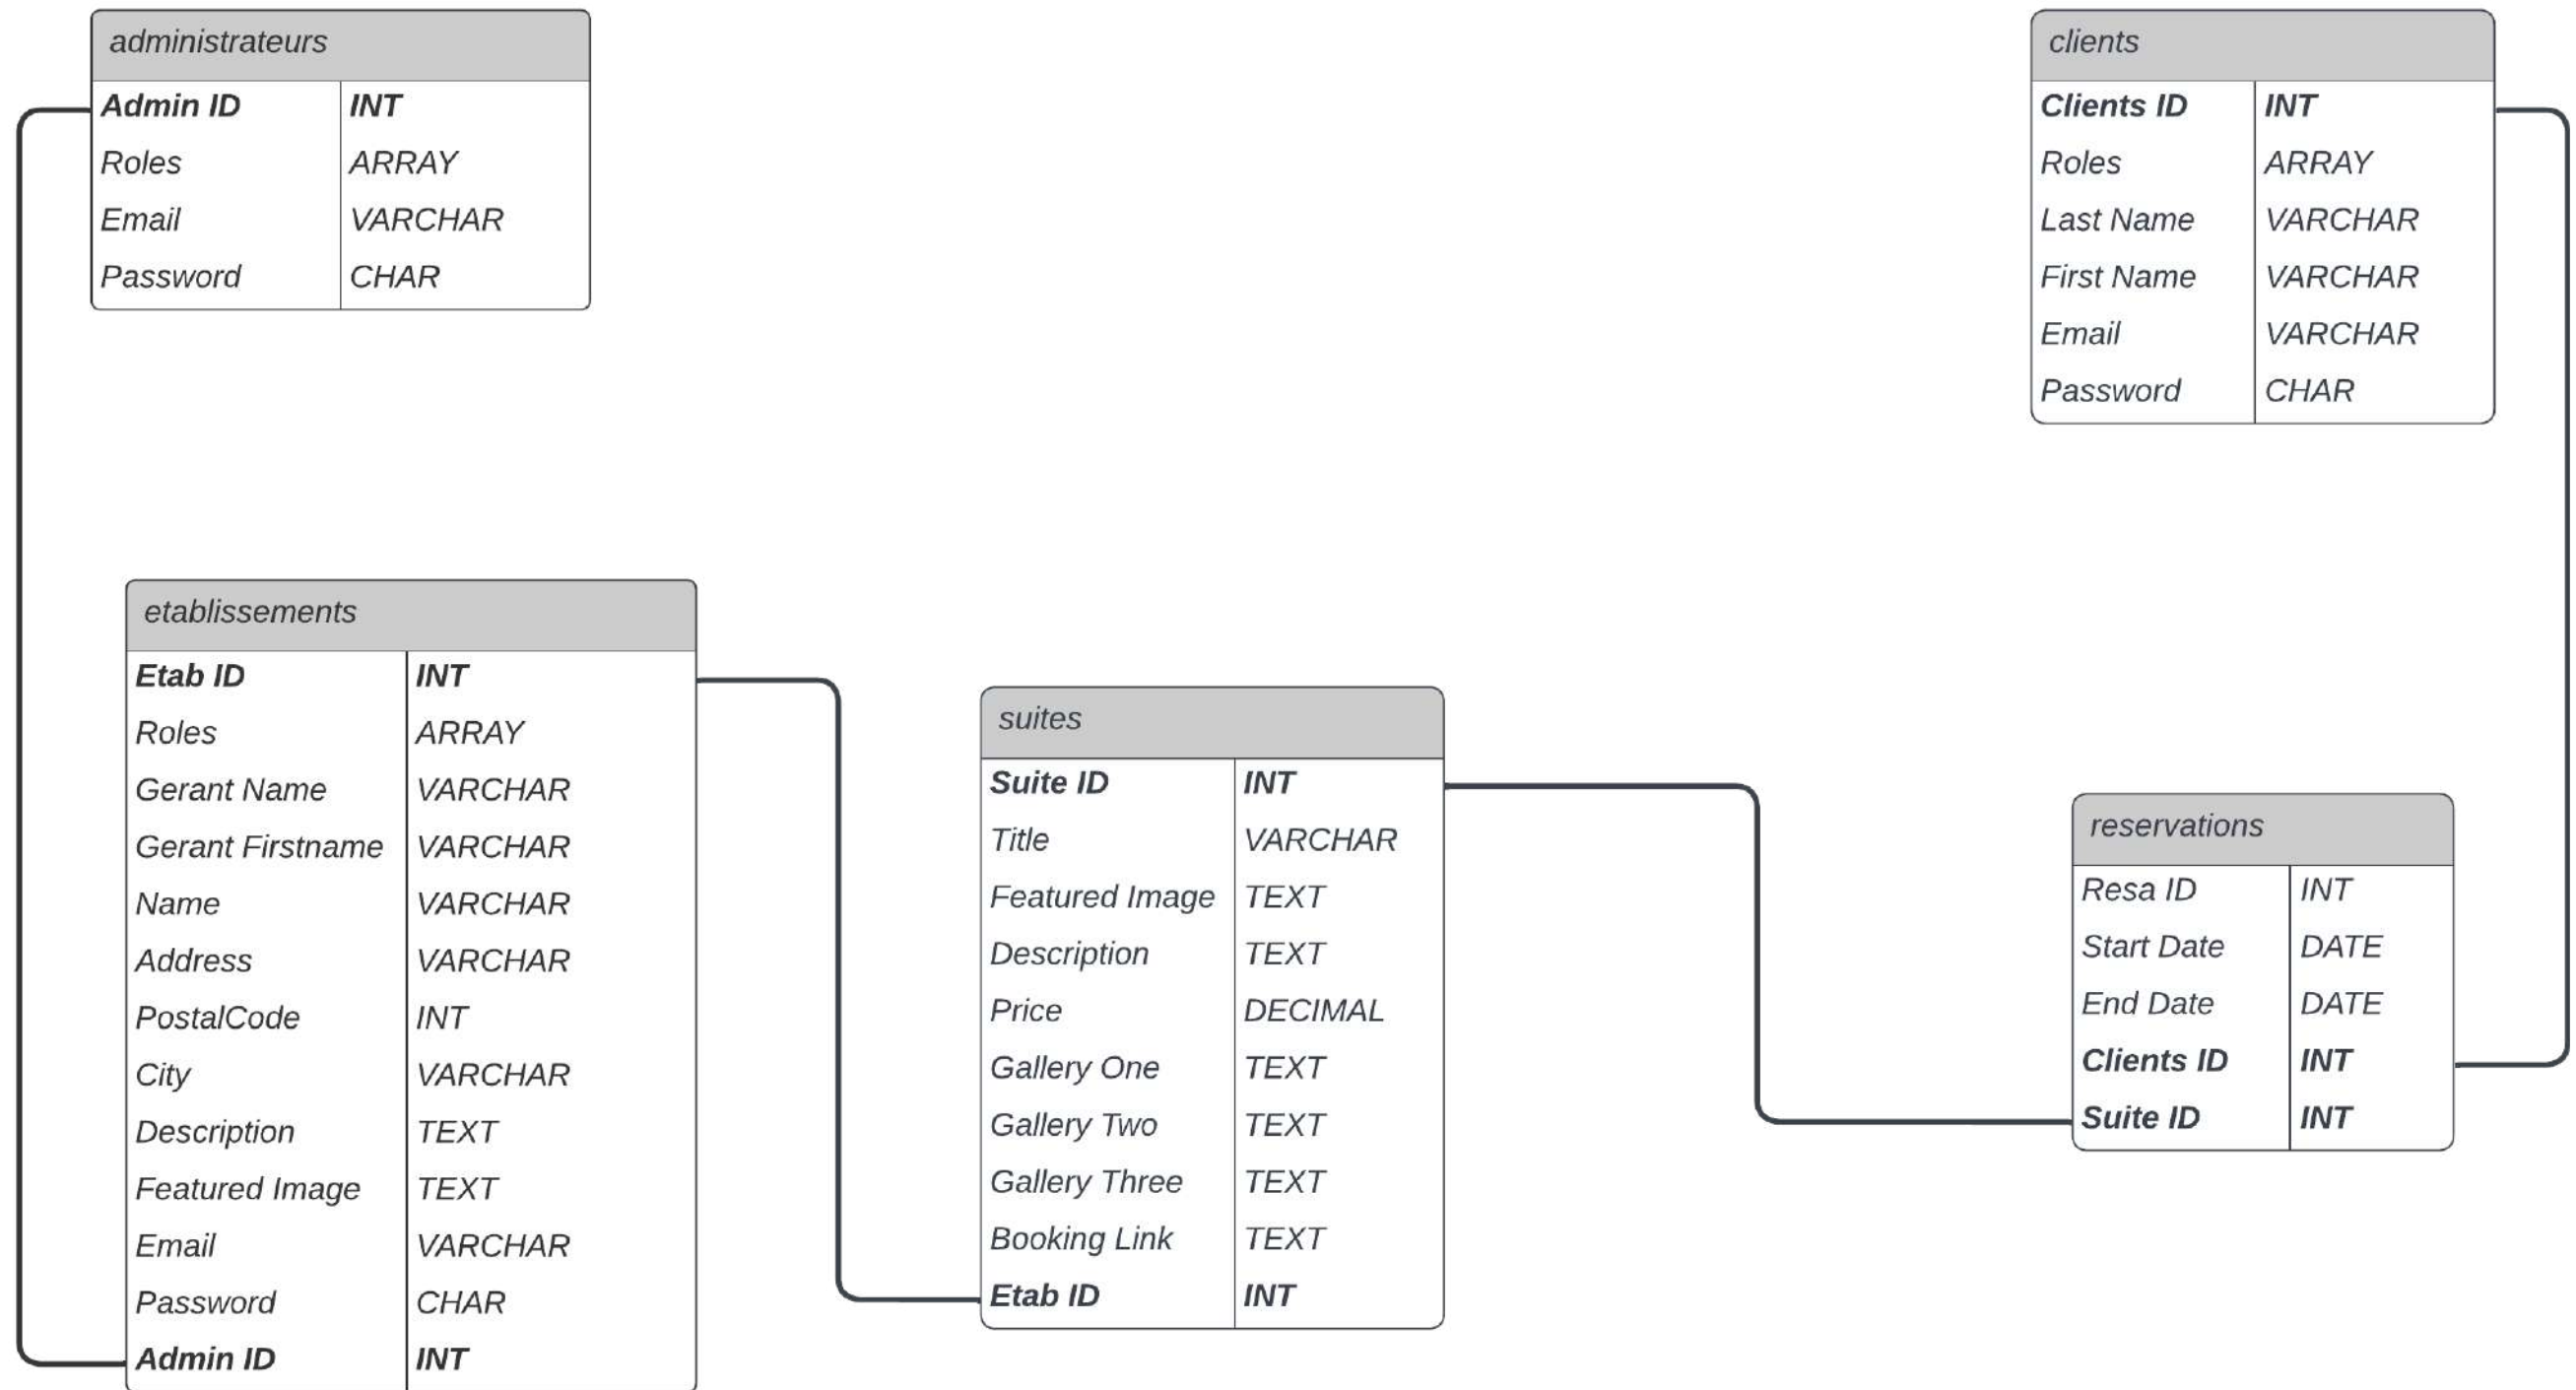 administrateurs
Admin ID INT
Roles ARRAY
Email VARCHAR
Password CHAR
clients
Clients ID INT
Roles ARRAY
Last Name VARCHAR
First Name VARCHAR
Email VARCHAR
Password CHAR
etablissements
Etab ID INT
Roles ARRAY
Gerant Name VARCHAR
Gerant Firstname VARCHAR
Name VARCHAR
Address VARCHAR
PostalCode INT
City VARCHAR
Description TEXT
Featured Image TEXT
Email VARCHAR
Password CHAR
Admin ID INT
suites
Suite ID INT
Title VARCHAR
Featured Image TEXT
Description TEXT
Price DECIMAL
Gallery One TEXT
Gallery Two TEXT
Gallery Three TEXT
Booking Link TEXT
Etab ID INT
reservations
Resa ID INT
Start Date DATE
End Date DATE
Clients ID INT
Suite ID INT